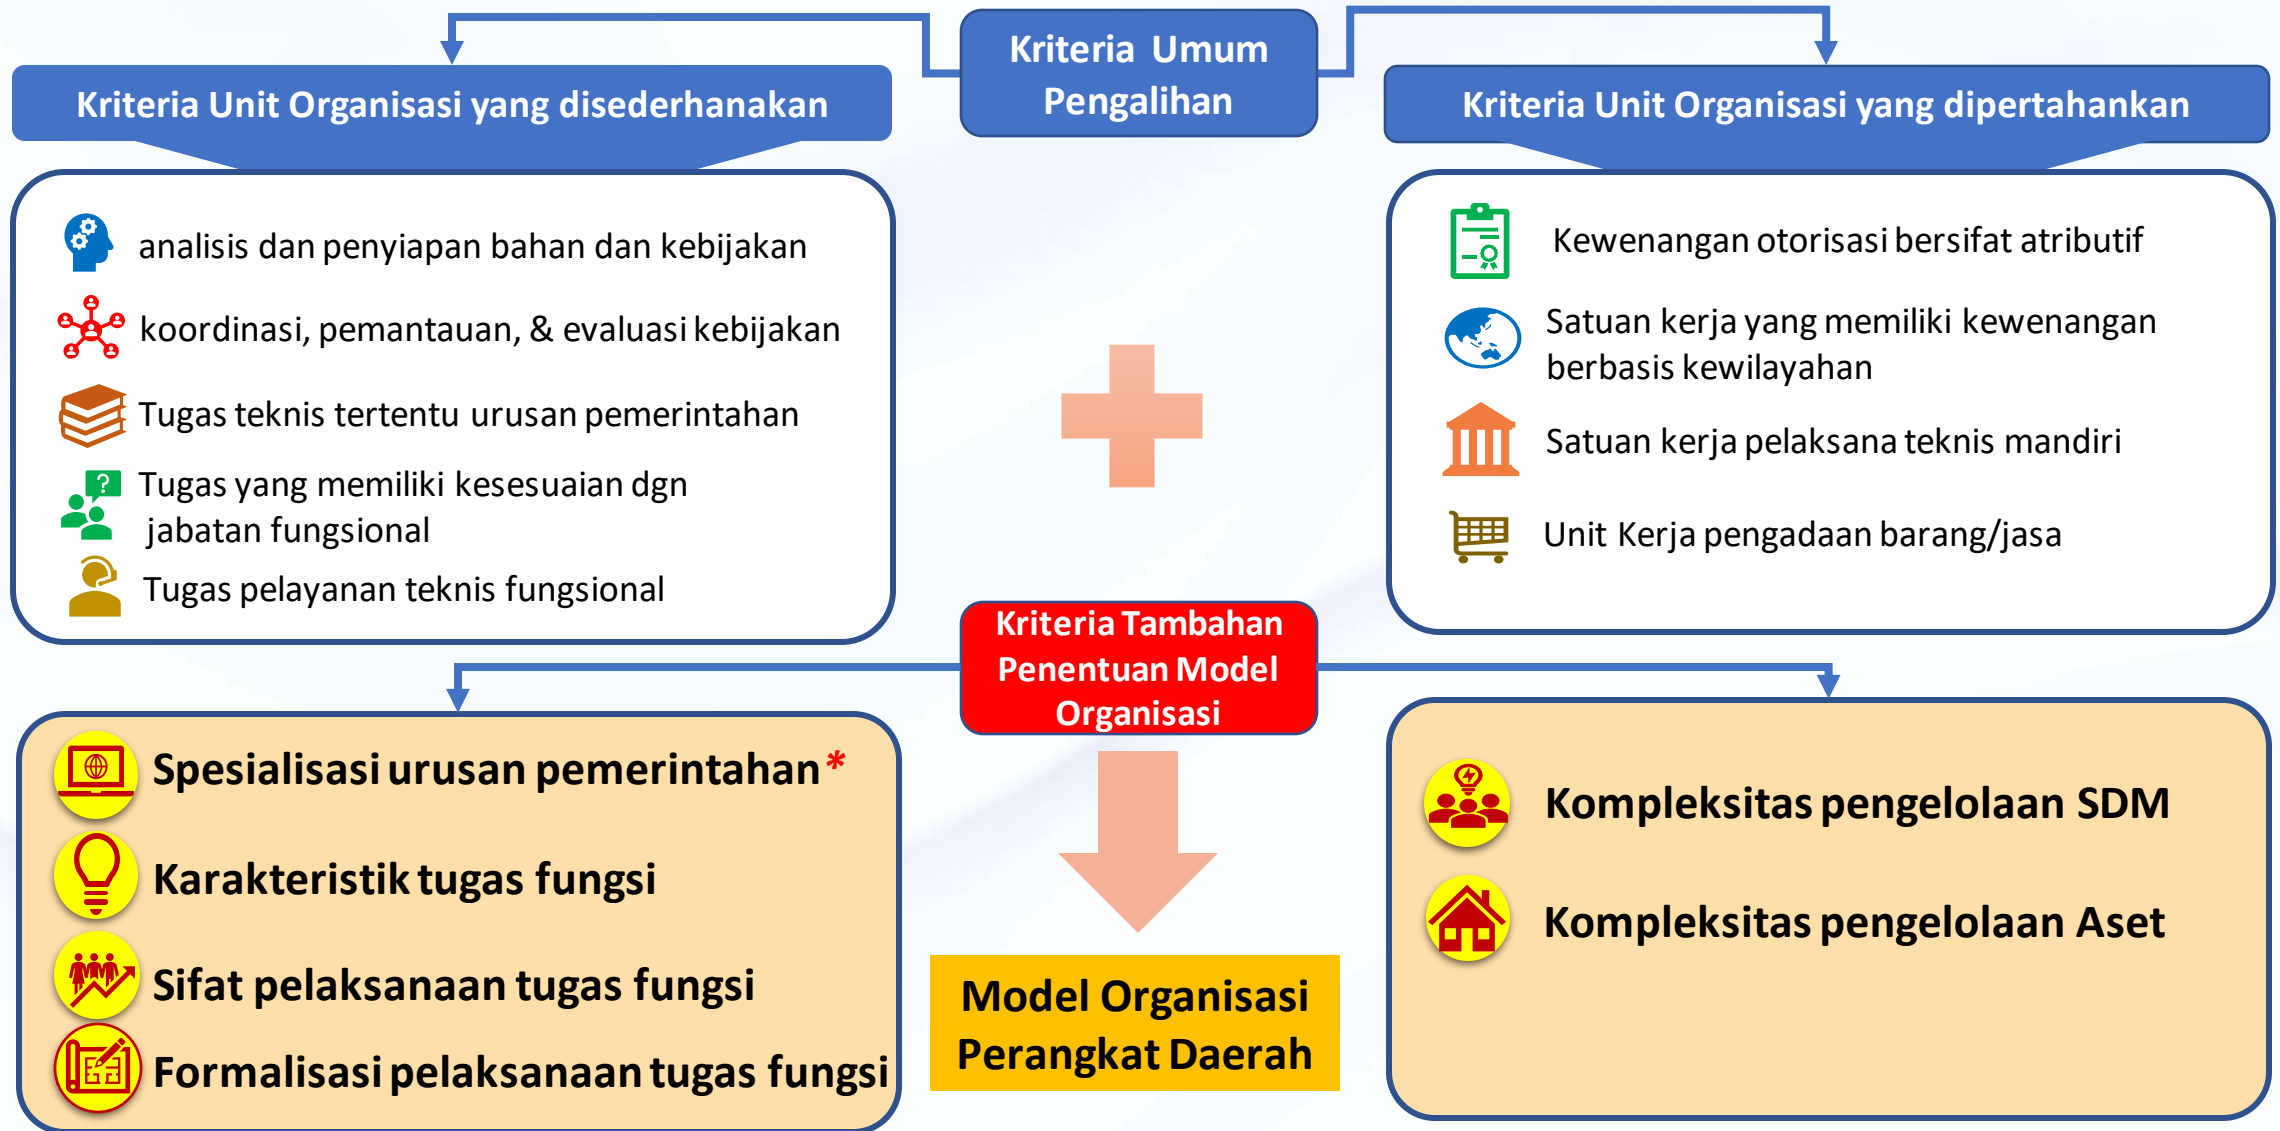 Kriteria Umum
Pengalihan
Kriteria Unit Organisasi yang disederhanakan
analisis dan penyiapan bahan dan kebijakan
koordinasi, pemantauan, & evaluasi kebijakan
Tugas teknis tertentu urusan pemerintahan
?
Tugas yang memiliki kesesuaian dgn
jabatan fungsional
Tugas pelayanan teknis fungsional
Kriteria Unit Organisasi yang dipertahankan
Kewenangan otorisasi bersifat atributif
Satuan kerja yang memiliki kewenangan
berbasis kewilayahan
Satuan kerja pelaksana teknis mandiri
Unit Kerja pengadaan barang/jasa
Kriteria Tambahan
Penentuan Model
Organisasi
Spesialisasi urusan pemerintahan*
Karakteristik tugas fungsi
Sifat pelaksanaan tugas fungsi
Formalisasi pelaksanaan tugas fungsi
Kompleksitas pengelolaan SDM
Kompleksitas pengelolaan Aset
Model Organisasi
Perangkat Daerah